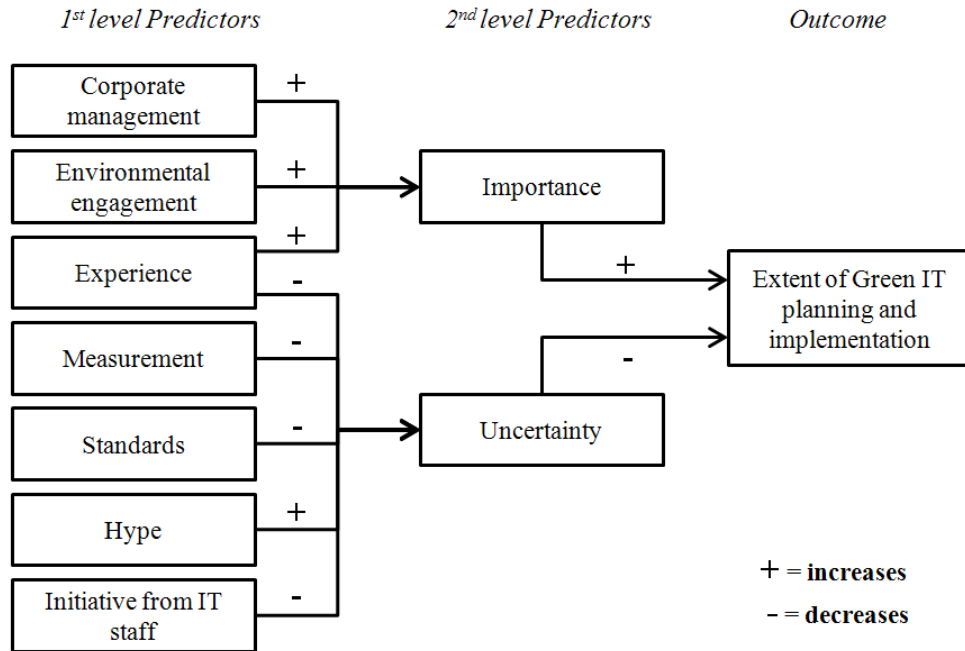 1st level Predictors
2nd level Predictors
Outcome
Corporate
management
+
Environmental
engagement
+
Importance
Experience
+
-
+
Extent of Green IT
planning and
implementation
Measurement
-
-
Standards
-
Uncertainty
Hype
+
Initiative from IT
staff
-
+ = increases
- = decreases